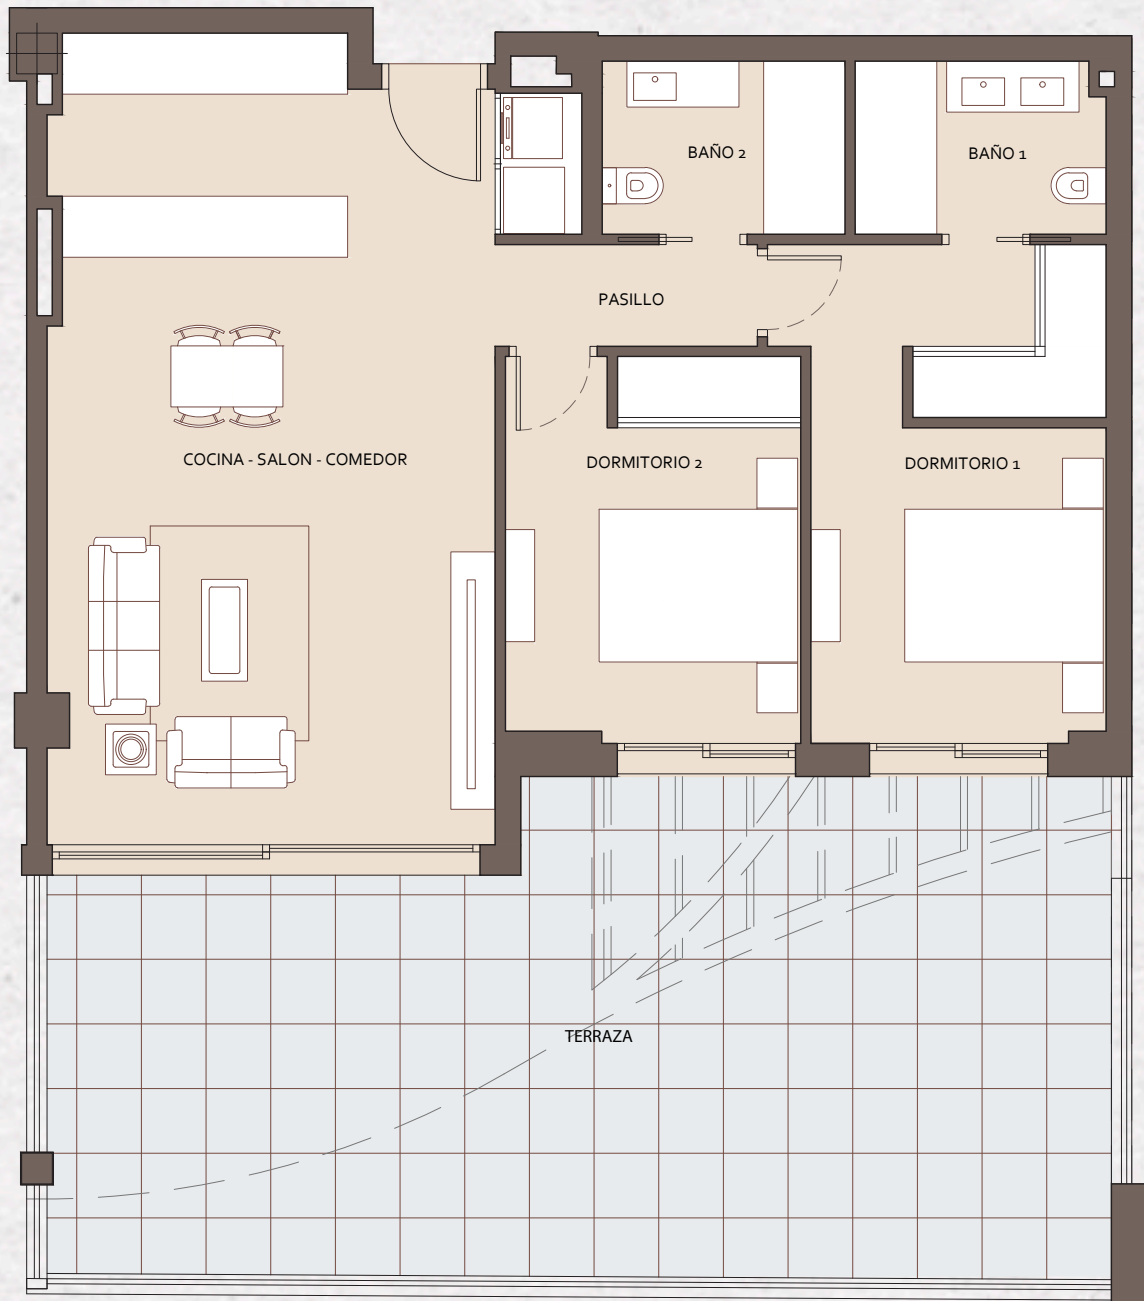 BAÑO 2
BAÑO 1
PASILLO
COCINA - SALON - COMEDOR
DORMITORIO 2
DORMITORIO 1
TERRAZA